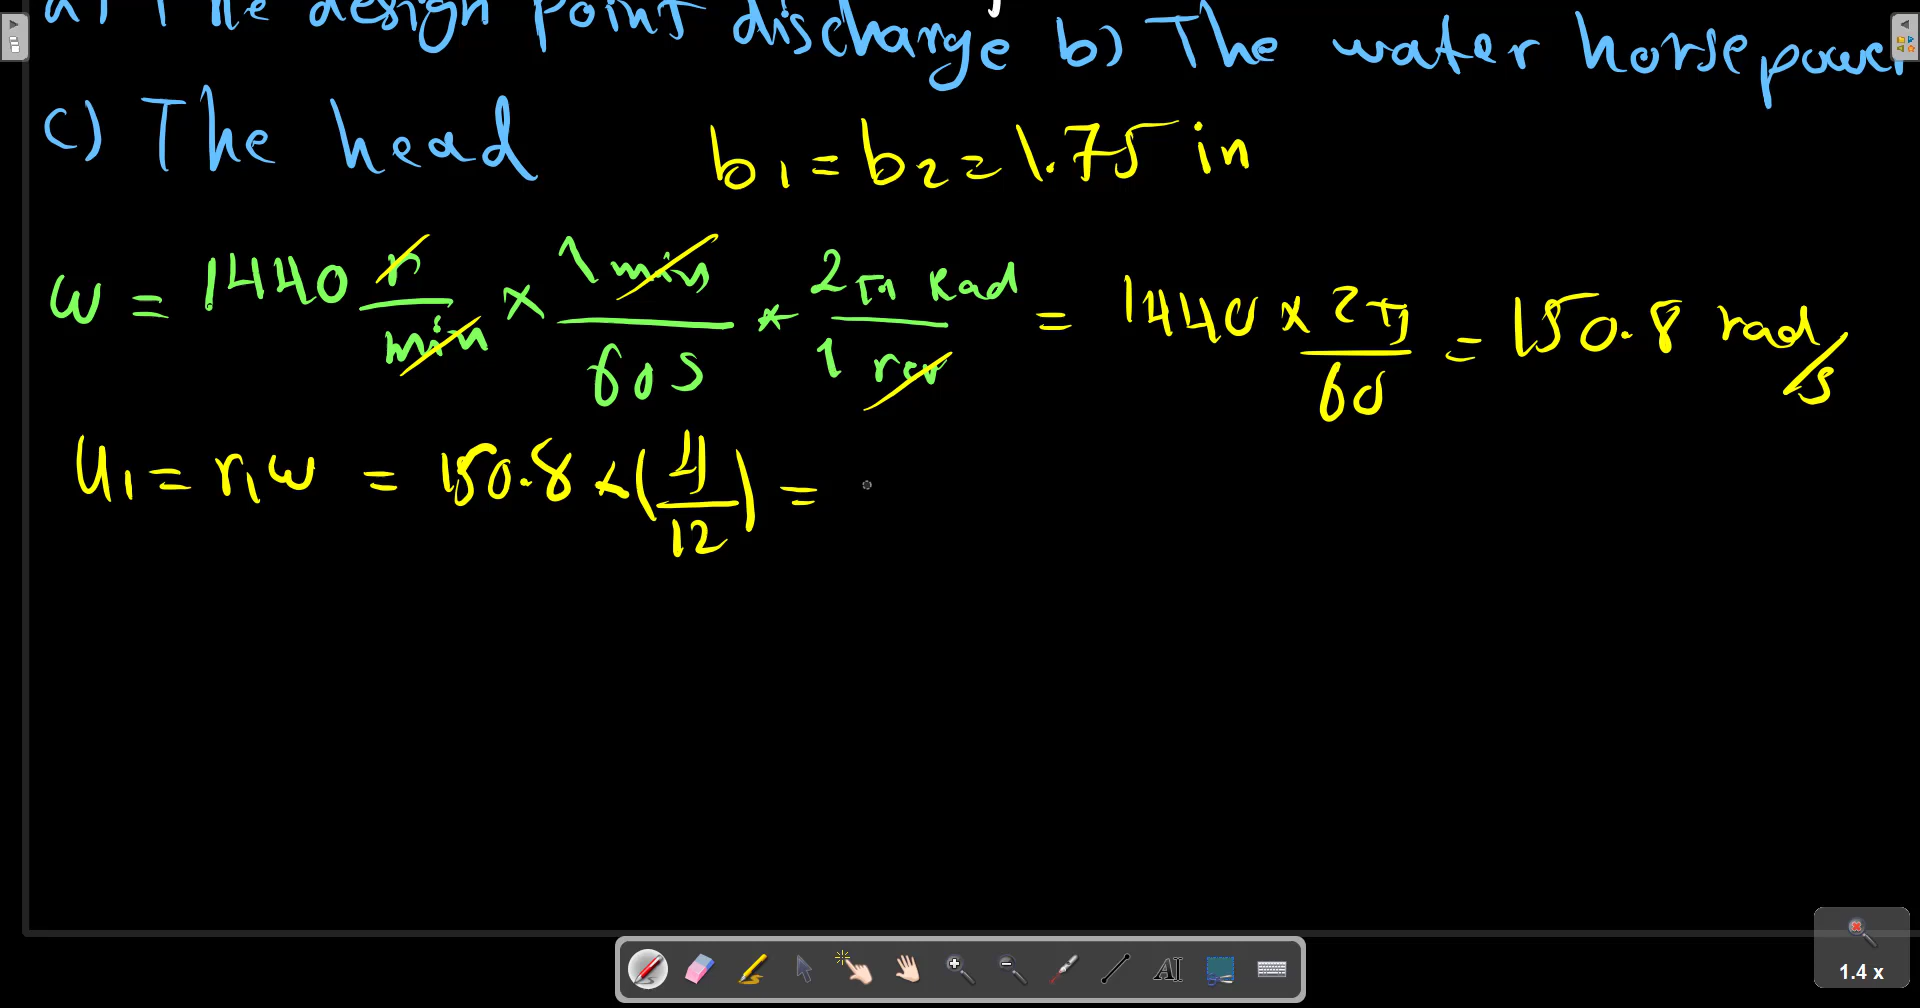 a) The design point discharge b) The water horsepower
c) The head b1 = b2 = 1.75 in
ω = 1440 r/min × 1 min/60 s * 2π Rad/1 rev = 1440 × 2π/60 = 150.8 rad/s
U1 = r1ω = 150.8 × (4/12) =
AI
1.4 x